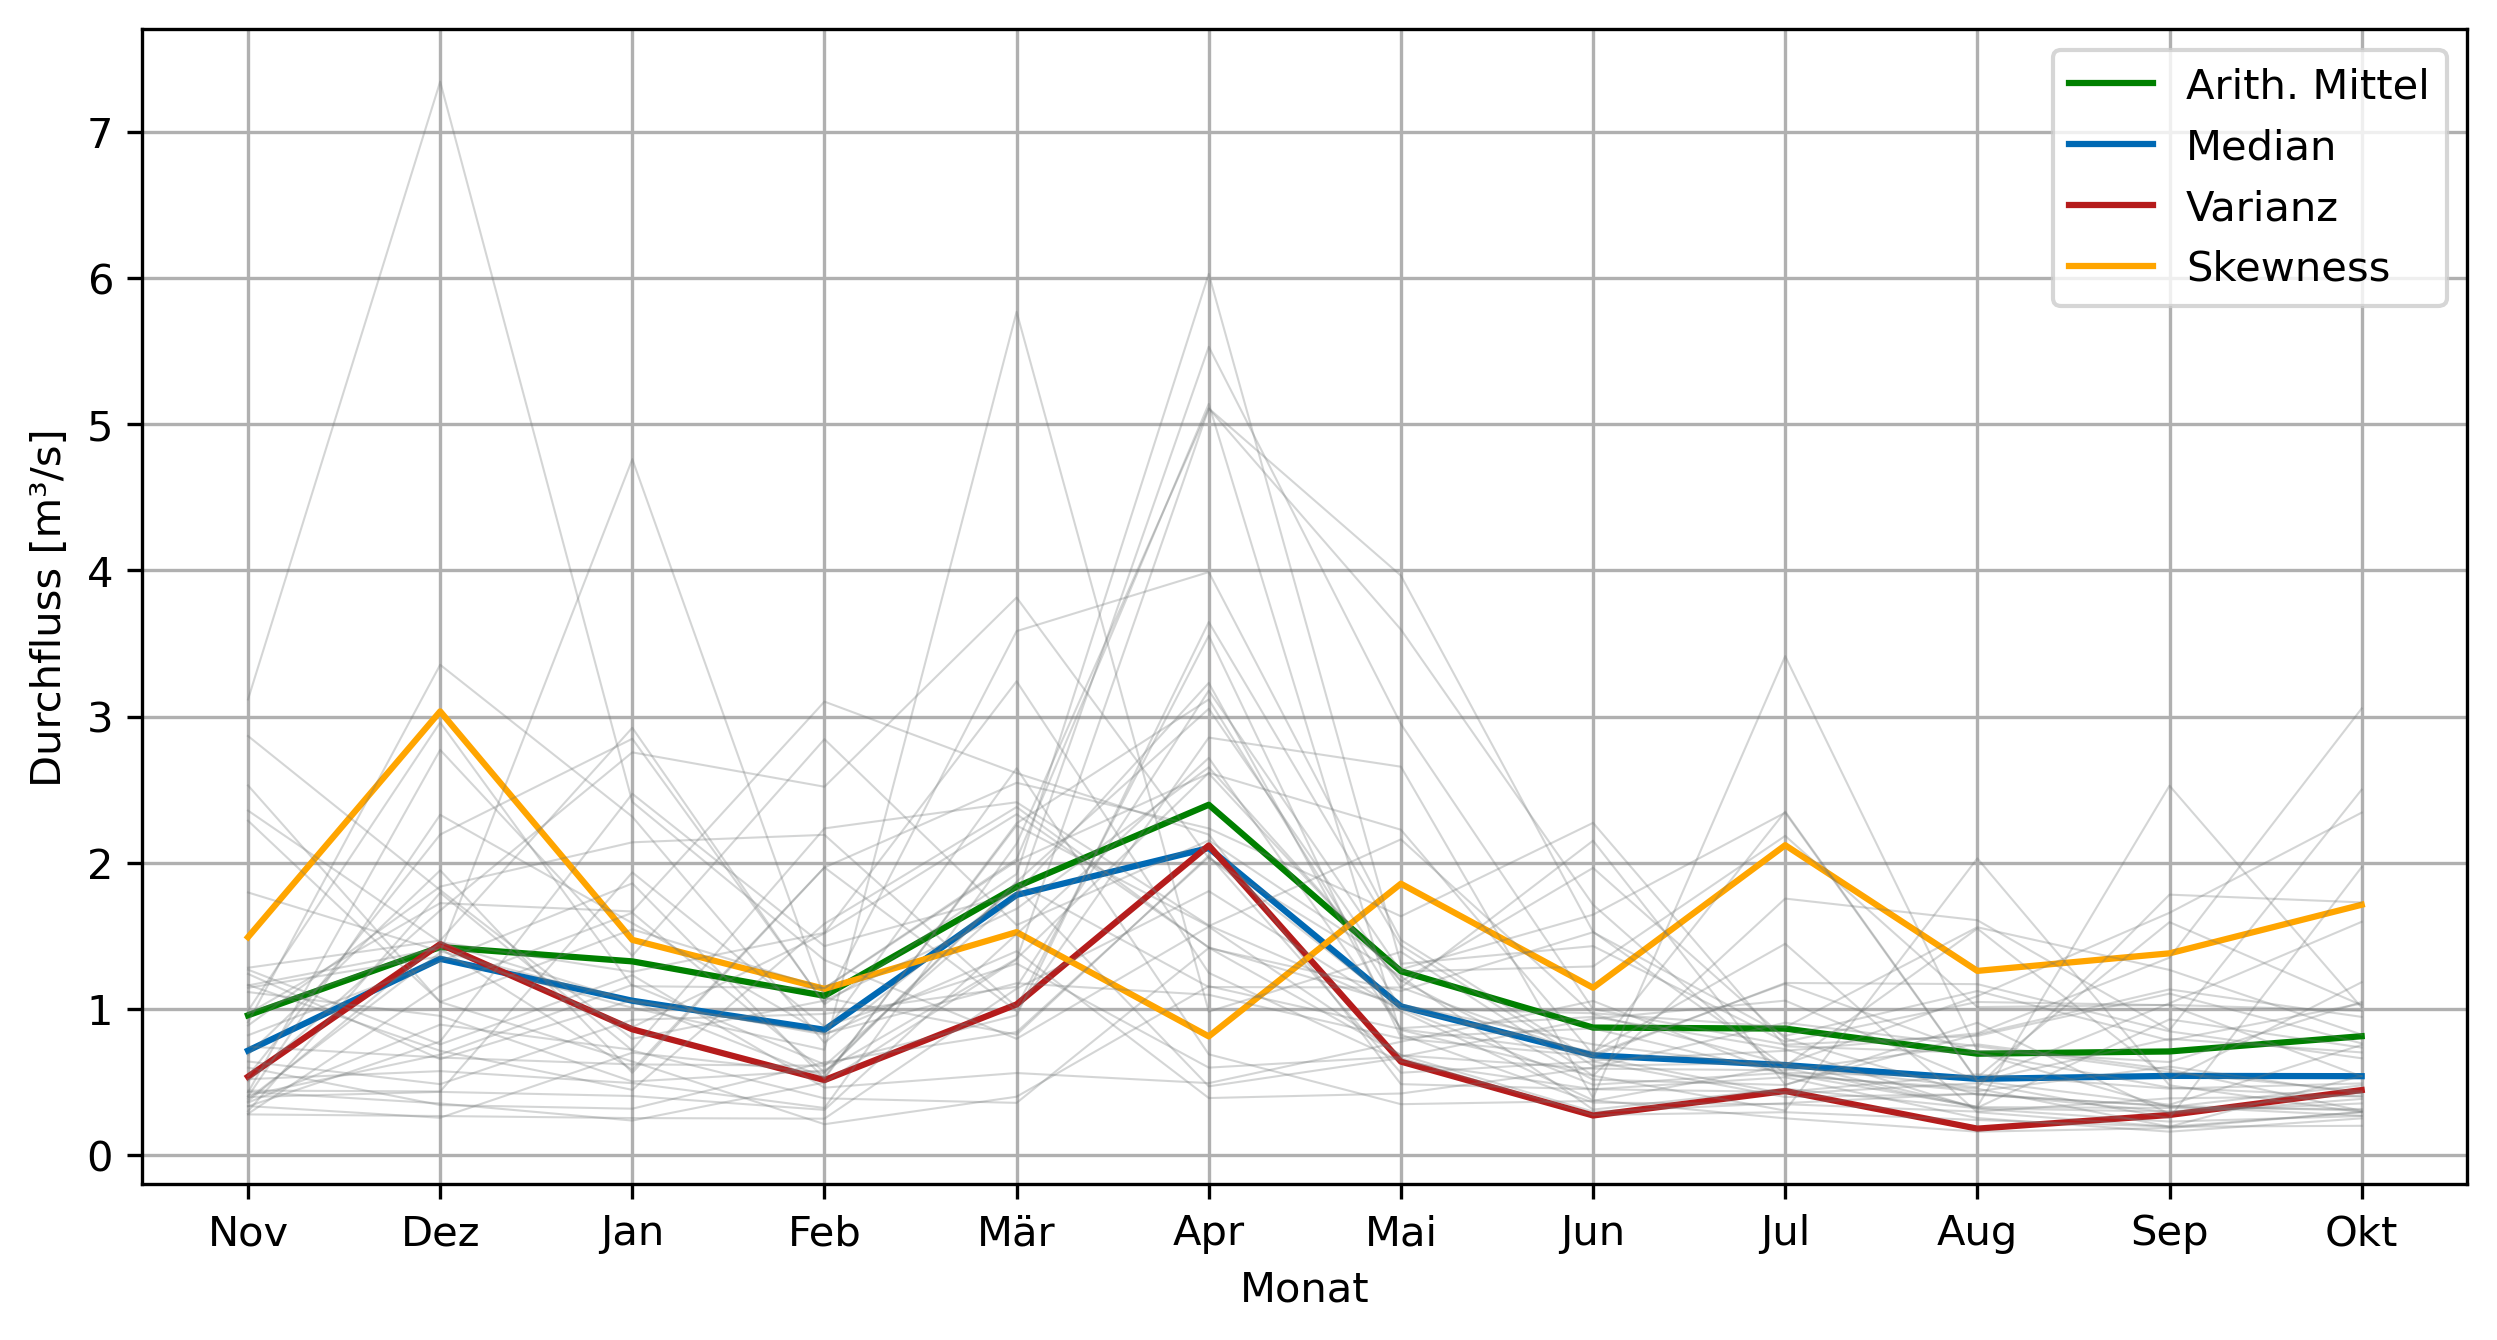 Arith. Mittel
Median
Varianz
Skewness
7
6
5
4
3
2
1
0
Durchfluss [m³/s]
Nov Dez Jan Feb Mär Apr Mai Jun Jul Aug Sep Okt
Monat